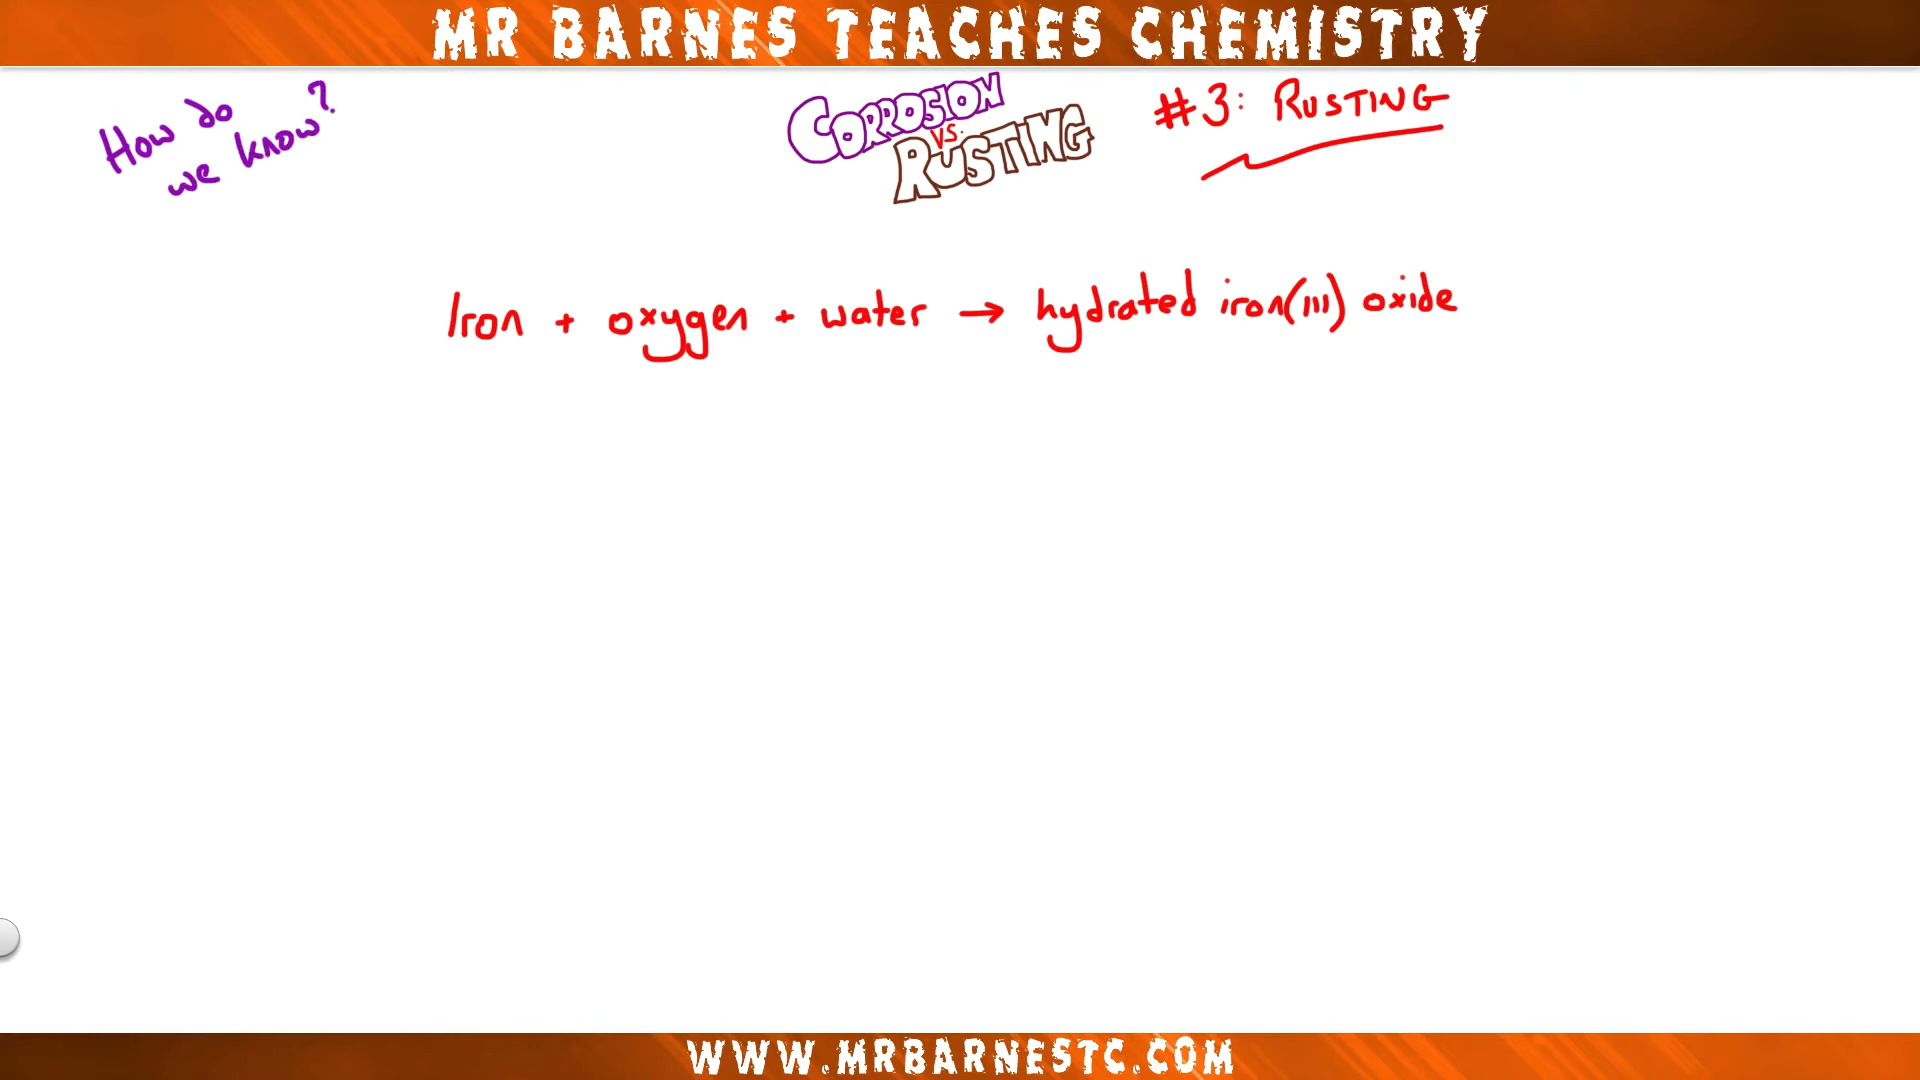 MR BARNES TEACHES CHEMISTRY
How do
we know?
CORROSION
VS.
RUSTING
#3: RUSTING
Iron + oxygen + water → hydrated iron(III) oxide
WWW.MRBARNESTC.COM